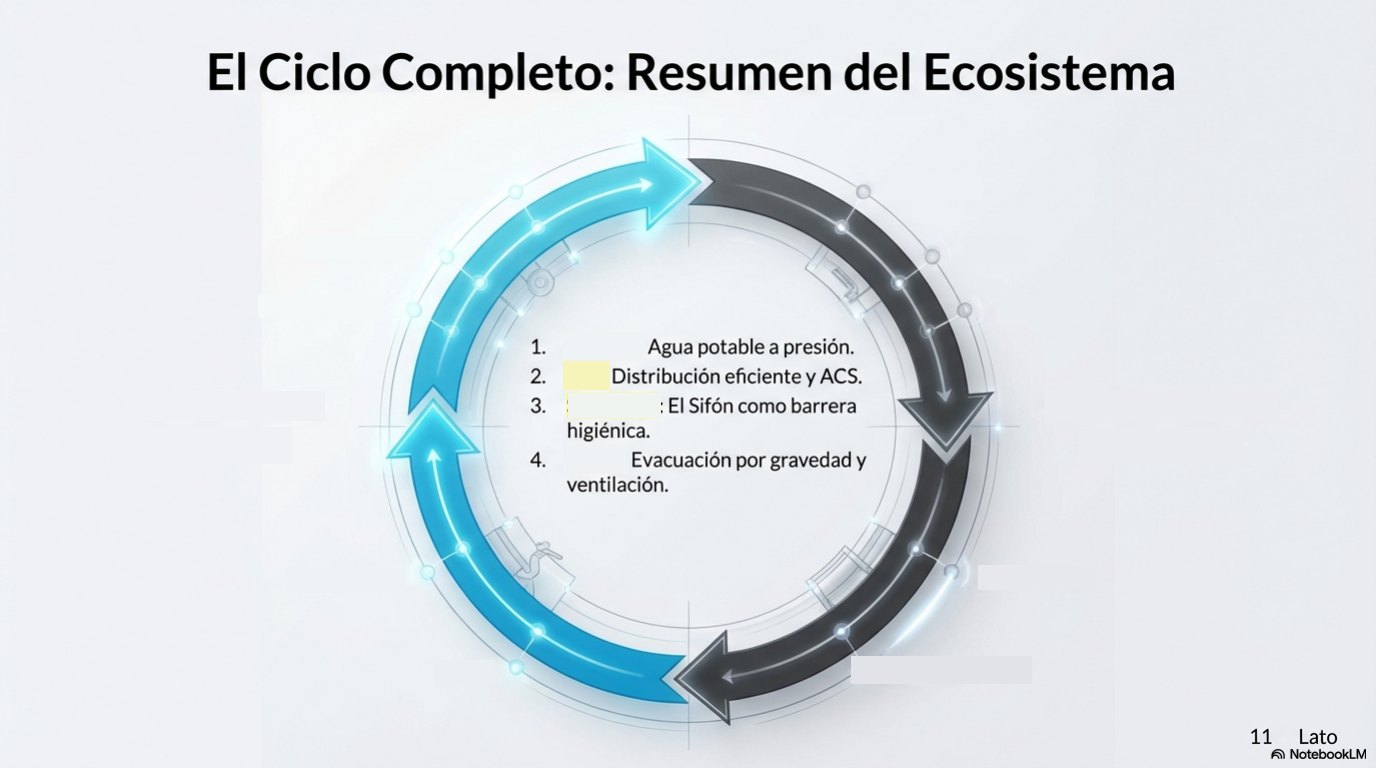 El Ciclo Completo: Resumen del Ecosistema
1. Agua potable a presión.
2. Distribución eficiente y ACS.
3. : El Sifón como barrera
higiénica.
4. Evacuación por gravedad y
ventilación.
11 Lato
NotebookLM